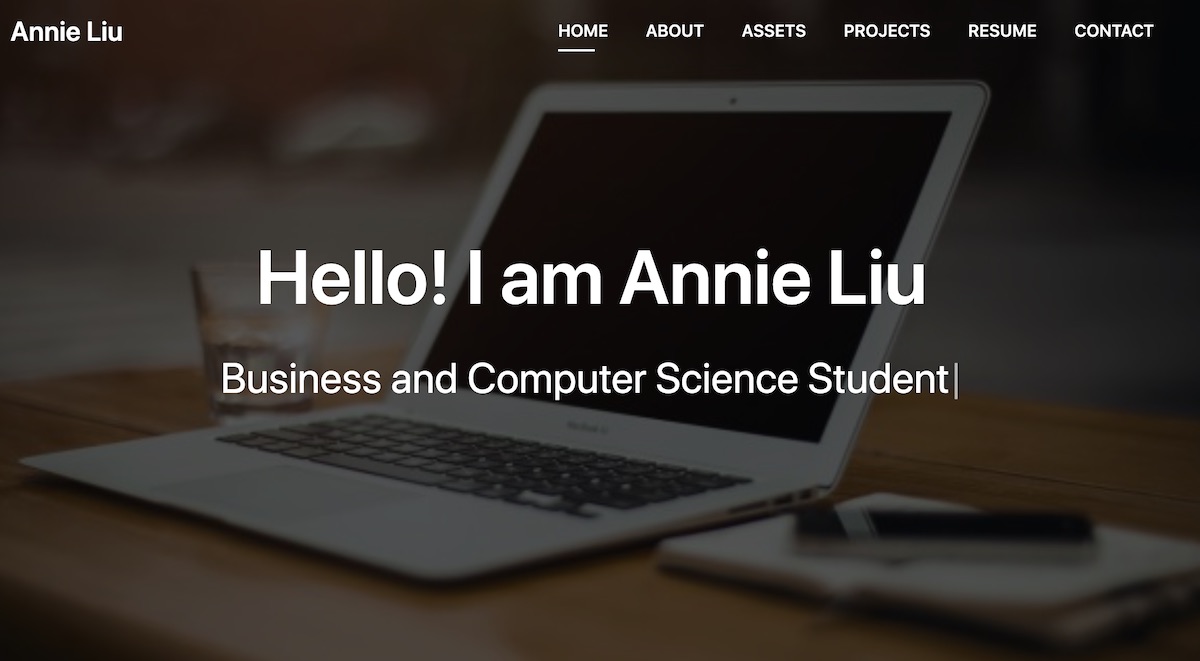 Annie Liu
HOME ABOUT ASSETS PROJECTS RESUME CONTACT
Hello! I am Annie Liu
Business and Computer Science Student|